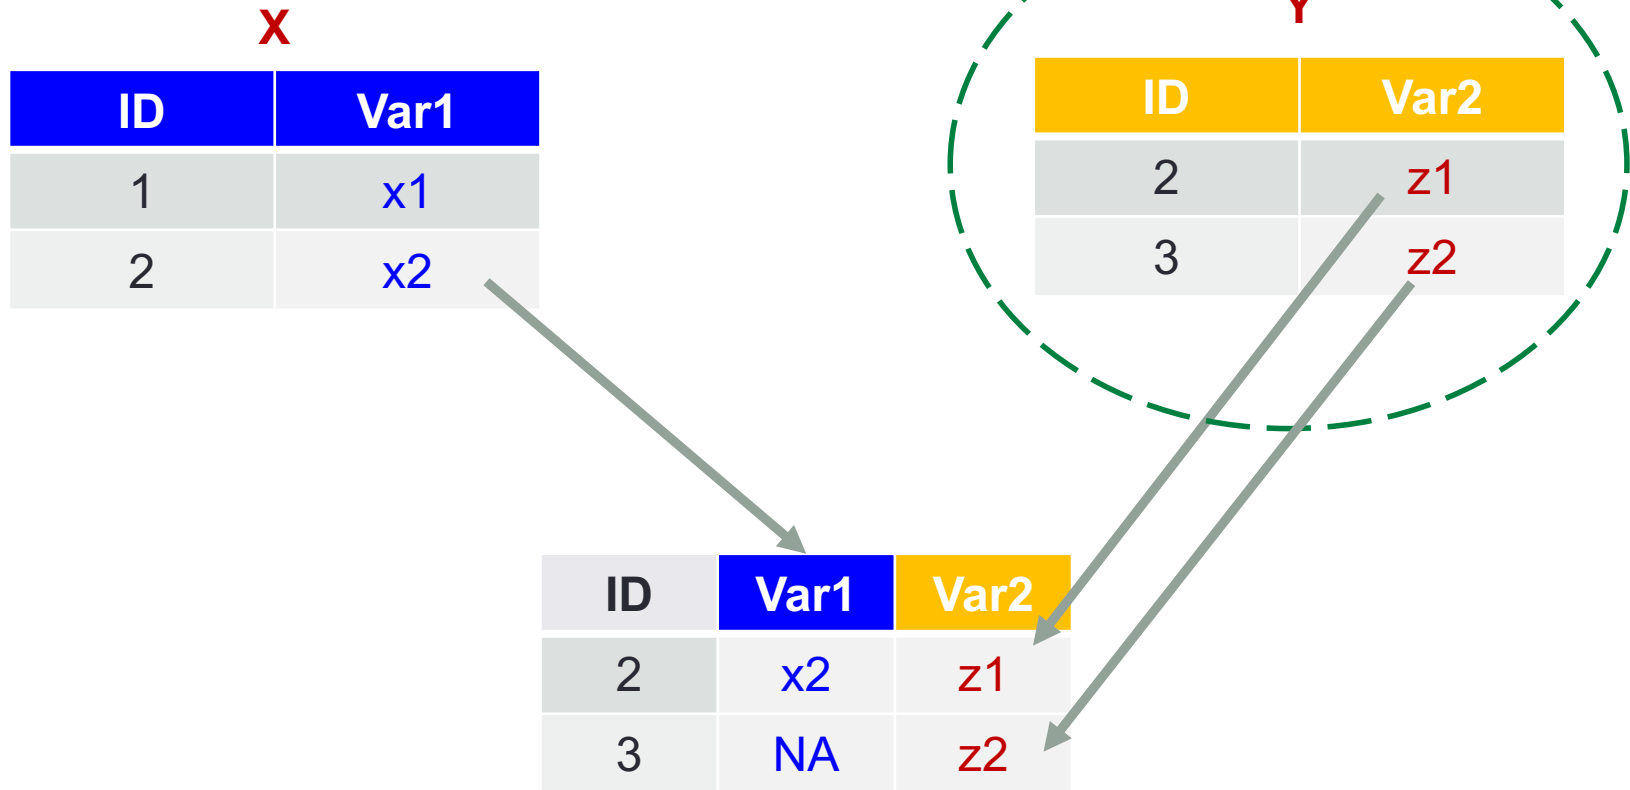 X
ID Var1
1 x1
2 x2
Y
ID Var2
2 z1
3 z2
ID Var1 Var2
2 x2 z1
3 NA z2